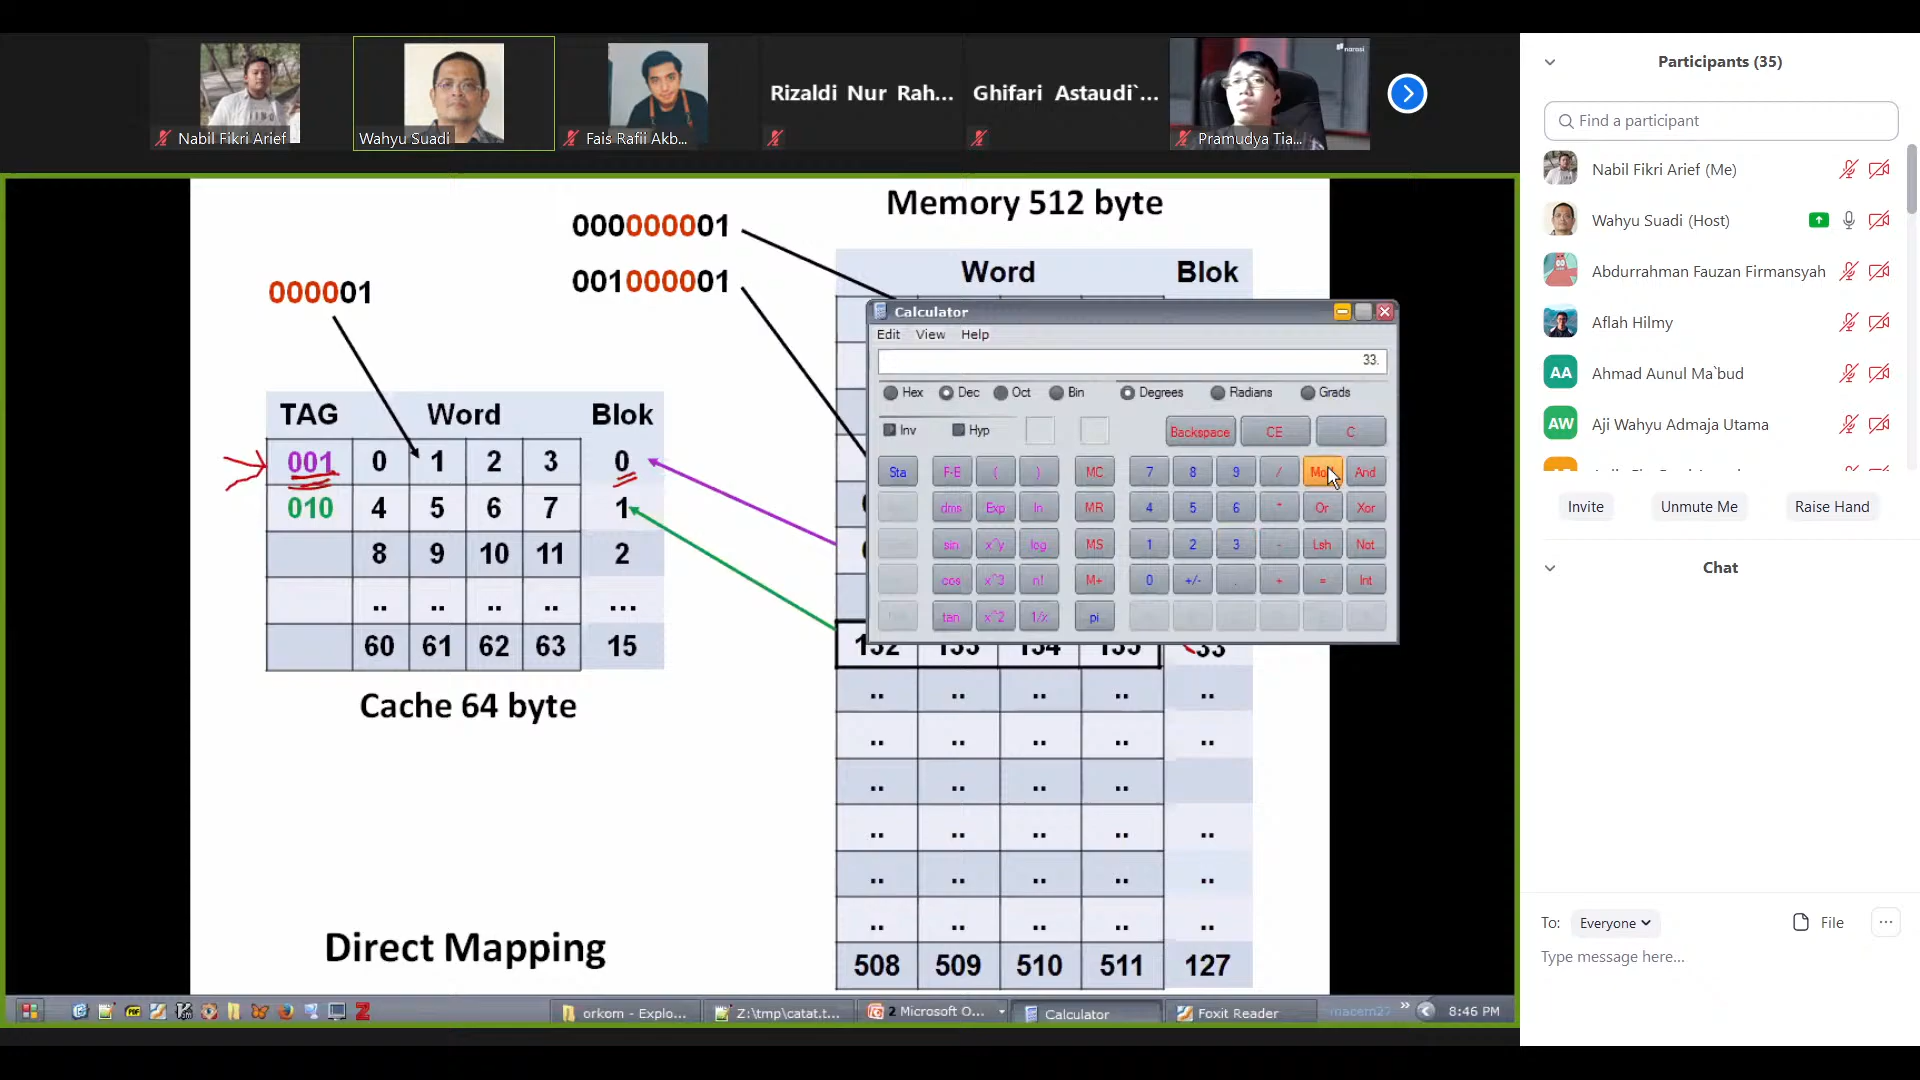 Nabil Fikri Arief
Wahyu Suadi
Fais Rafii Akb...
Rizaldi Nur Rah...
Ghifari Astaudi`...
narasi
Pramudya Tia...
Memory 512 byte
000000001
001000001
000001
Word Blok
TAG Word Blok
001 0 1 2 3 0
010 4 5 6 7 1
8 9 10 11 2
.. .. .. .. ...
60 61 62 63 15
Cache 64 byte
Direct Mapping
Calculator
Edit View Help
33.
Hex Dec Oct Bin Degrees Radians Grads
Inv Hyp Backspace CE C
Sta F-E ( ) MC 7 8 9 / And
dms Exp ln MR 4 5 6 * Or Xor
sin x^y log MS 1 2 3 - Lsh Not
cos x^3 n! M+ 0 +/- . + = Int
tan x^2 1/x pi
132 133 134 135 33
.. .. .. .. ..
.. .. .. .. ..
.. .. .. ..
.. .. .. .. ..
.. .. .. .. ..
.. .. .. .. ..
508 509 510 511 127
orkom - Explo...
Z:\tmp\catat.t...
2 Microsoft O...
Calculator
Foxit Reader
8:46 PM
Participants (35)
Find a participant
Nabil Fikri Arief (Me)
Wahyu Suadi (Host)
Abdurrahman Fauzan Firmansyah
Aflah Hilmy
AA Ahmad Aunul Ma`bud
AW Aji Wahyu Admaja Utama
Invite Unmute Me Raise Hand
Chat
To: Everyone File ...
Type message here...